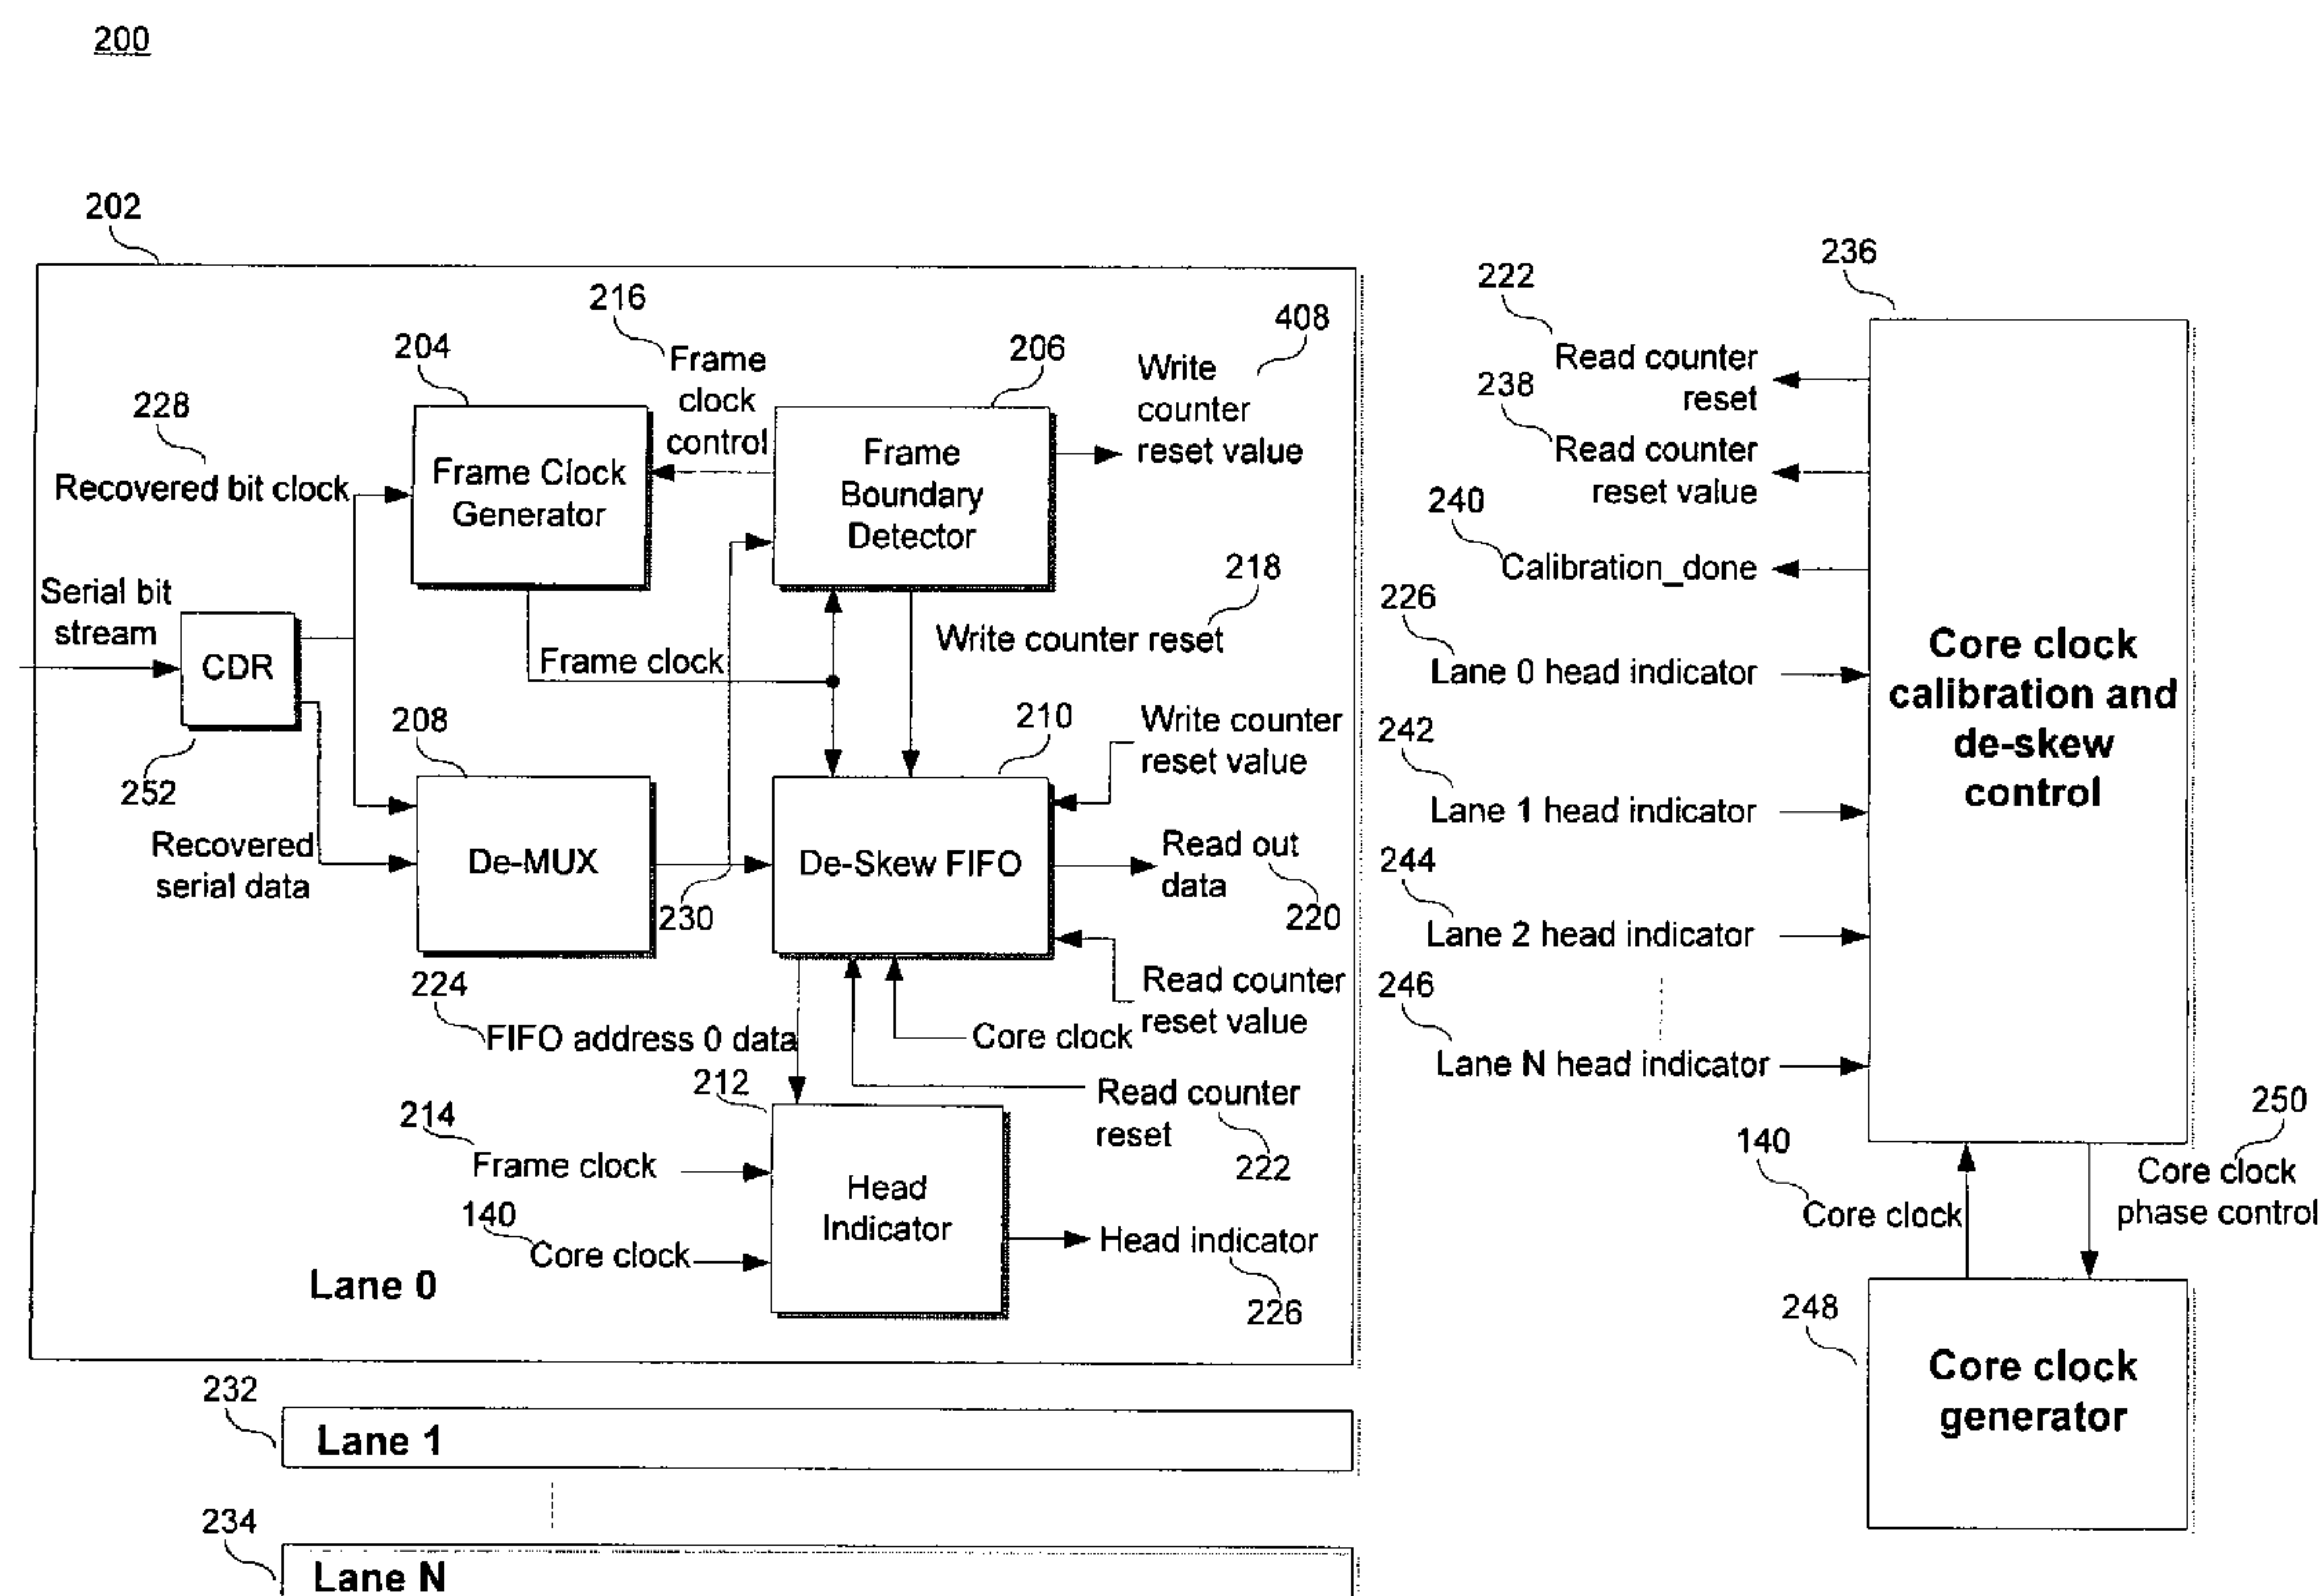 200
202
216
Frame
clock
control
204
206
408
Write
counter
reset value
228
Recovered bit clock
Frame Clock
Generator
Frame
Boundary
Detector
Serial bit
stream
CDR
252
Frame clock
218
Write counter reset
208
210
Write counter
reset value
Recovered
serial data
De-MUX
230
De-Skew FIFO
Read out
data
220
224
FIFO address 0 data
Read counter
reset value
Core clock
212
Read counter
reset
222
214
Frame clock
140
Core clock
Head
Indicator
Head indicator
226
Lane 0
232
Lane 1
234
Lane N
236
222
Read counter
reset
238
Read counter
reset value
240
Calibration_done
226
Lane 0 head indicator
242
Lane 1 head indicator
244
Lane 2 head indicator
246
Lane N head indicator
Core clock
calibration and
de-skew
control
140
Core clock
250
Core clock
phase control
248
Core clock
generator